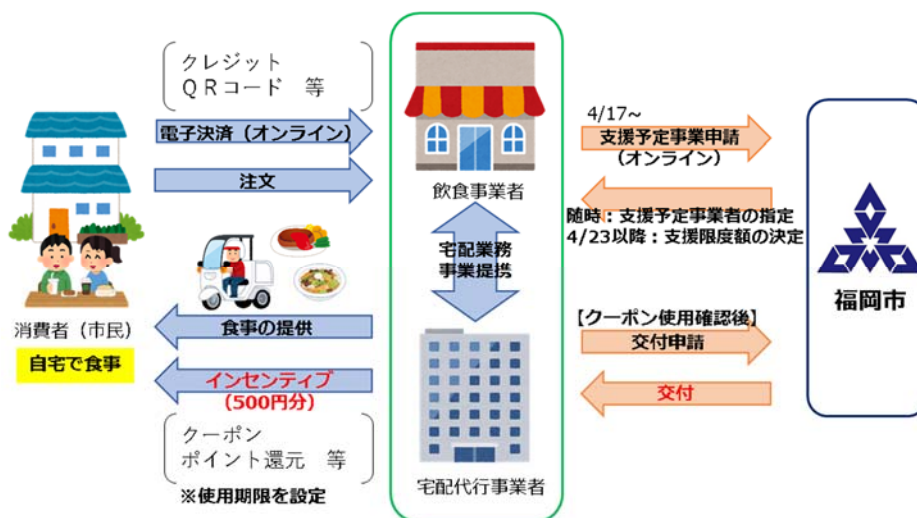 クレジット
QRコード 等
電子決済(オンライン)
注文
消費者(市民)
自宅で食事
食事の提供
インセンティブ
(500円分)
クーポン
ポイント還元 等
※使用期限を設定
飲食事業者
宅配業務
事業提携
宅配代行事業者
4/17~
支援予定事業申請
(オンライン)
随時:支援予定事業者の指定
4/23以降:支援限度額の決定
【クーポン使用確認後】
交付申請
交付
福岡市